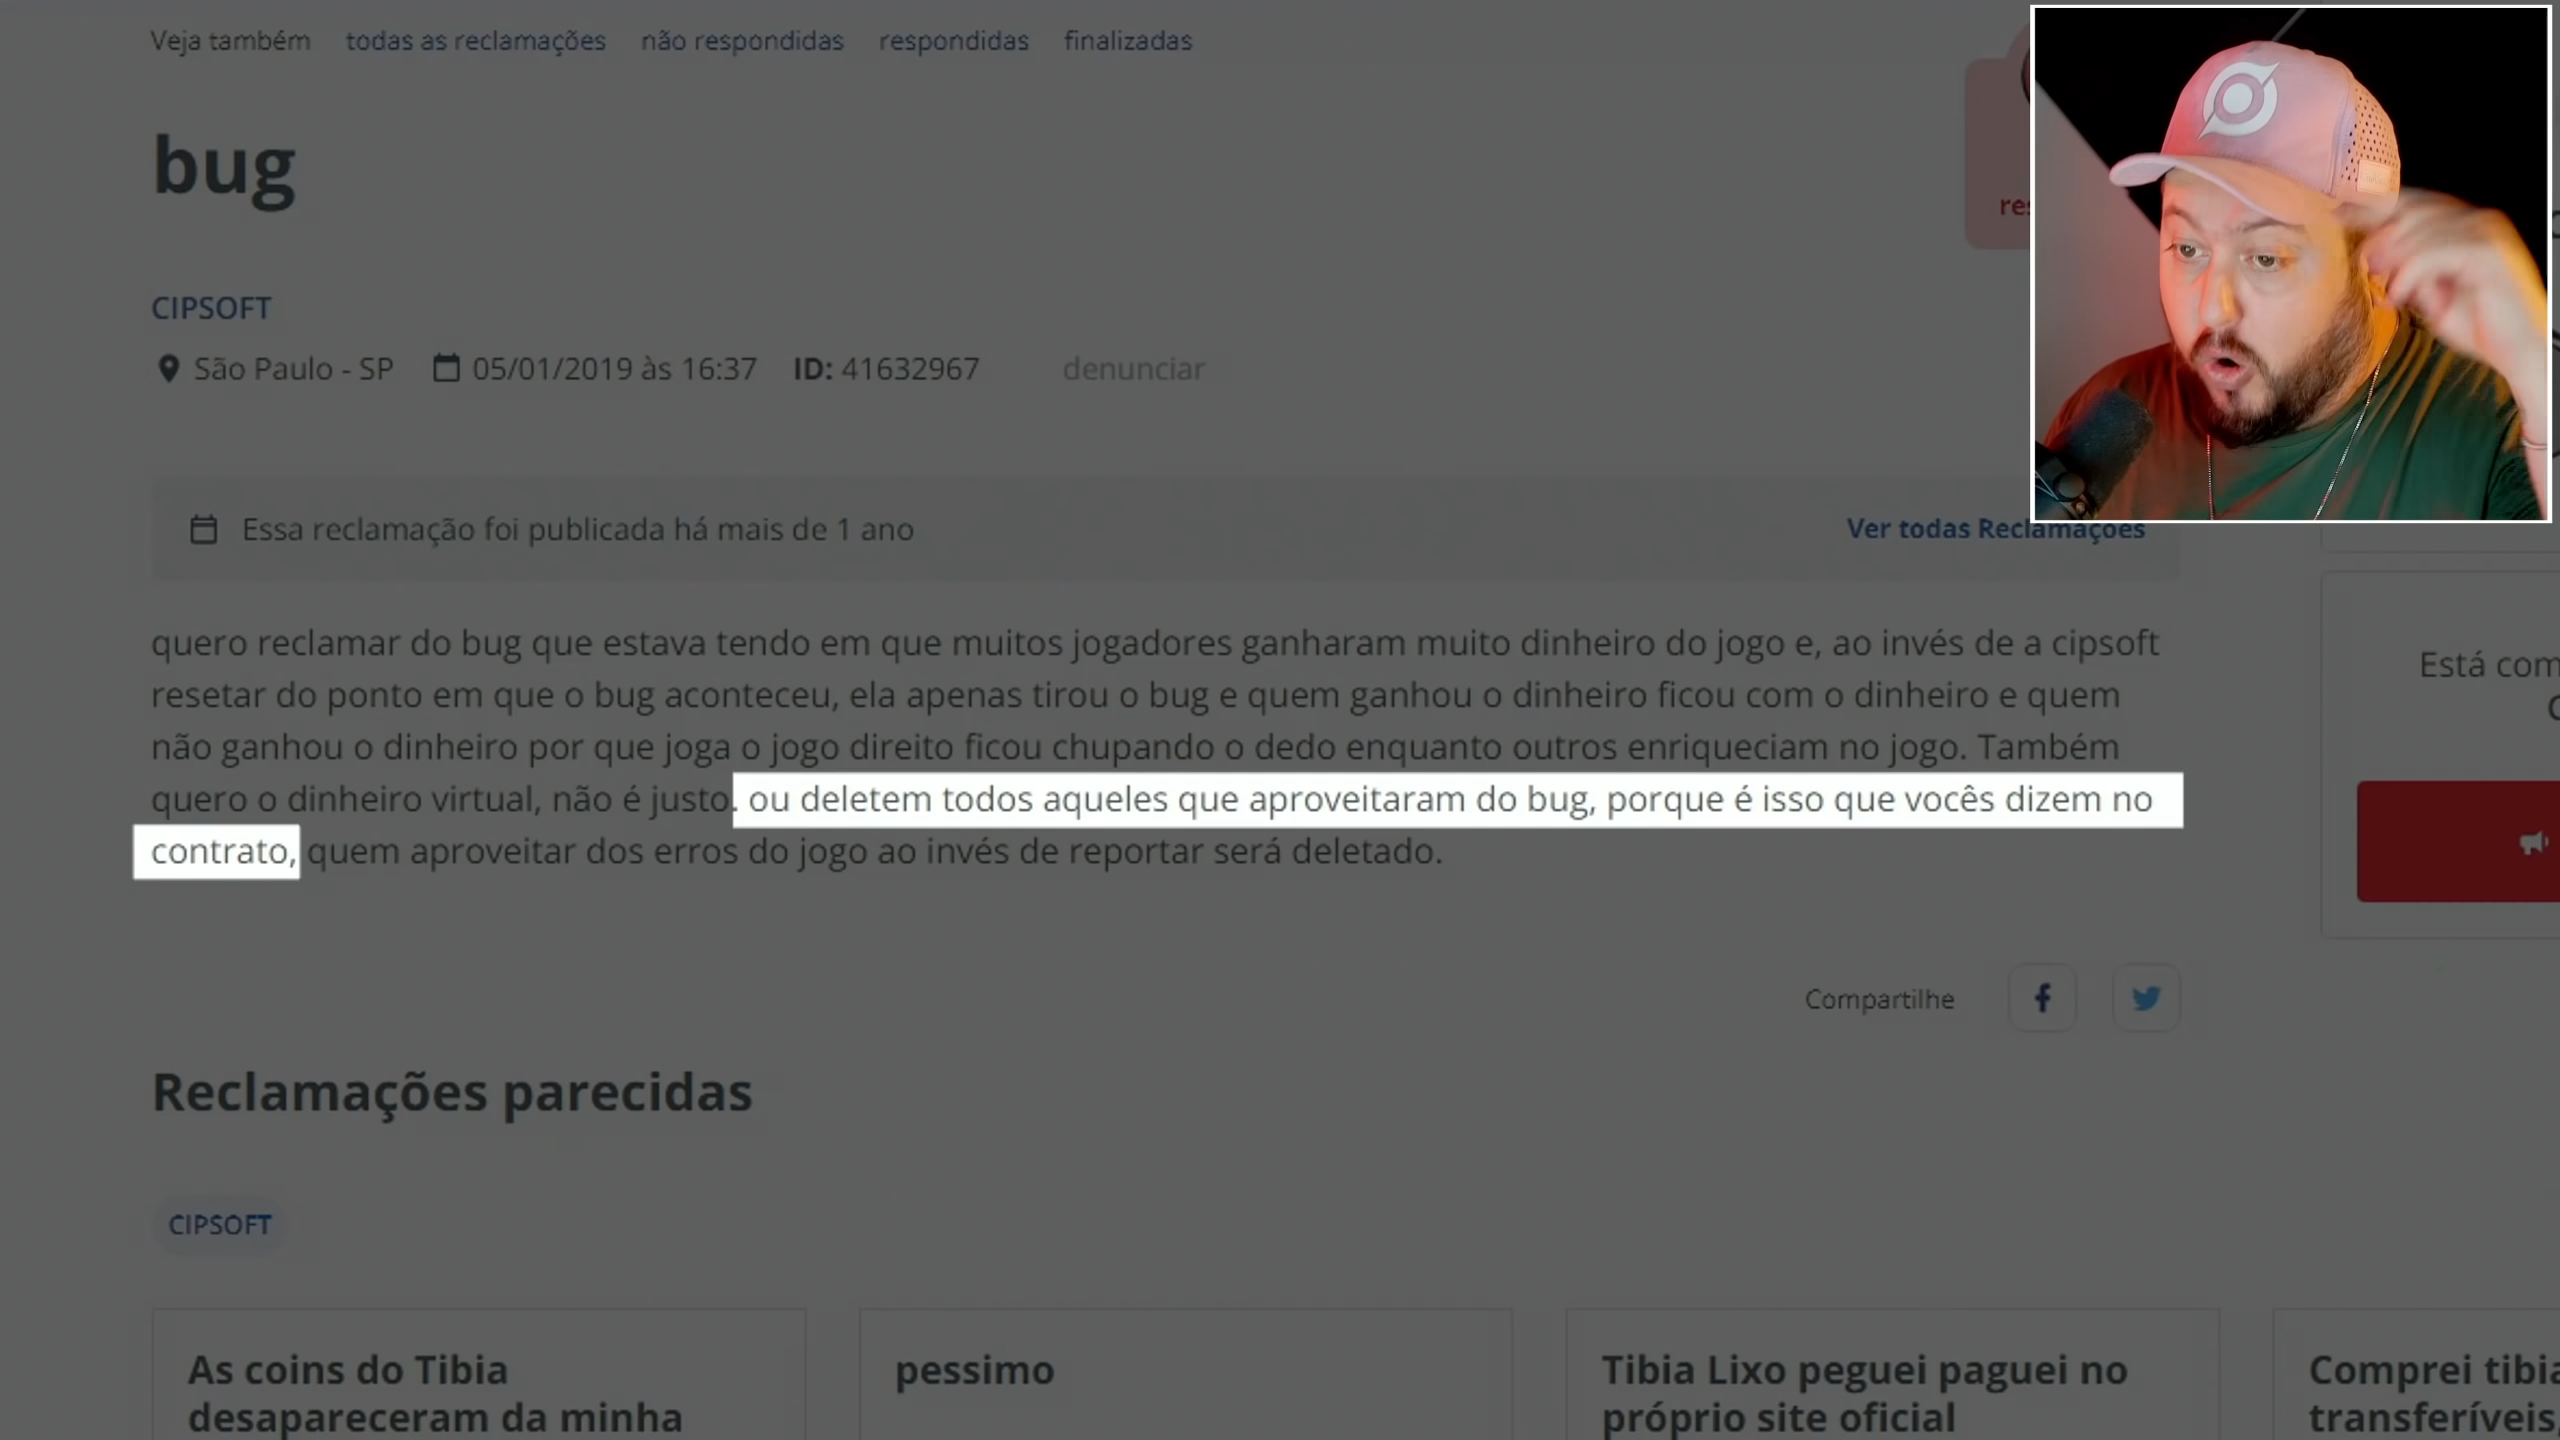 Veja também todas as reclamações não respondidas respondidas finalizadas
bug
CIPSOFT
São Paulo - SP 05/01/2019 às 16:37 ID: 41632967 denunciar
Essa reclamação foi publicada há mais de 1 ano Ver todas Reclamações
quero reclamar do bug que estava tendo em que muitos jogadores ganharam muito dinheiro do jogo e, ao invés de a cipsoft
resetar do ponto em que o bug aconteceu, ela apenas tirou o bug e quem ganhou o dinheiro ficou com o dinheiro e quem
não ganhou o dinheiro por que joga o jogo direito ficou chupando o dedo enquanto outros enriqueciam no jogo. Também
quero o dinheiro virtual, não é justo. ou deletem todos aqueles que aproveitaram do bug, porque é isso que vocês dizem no
contrato, quem aproveitar dos erros do jogo ao invés de reportar será deletado.
Está com
Compartilhe
Reclamações parecidas
CIPSOFT
As coins do Tibia
desapareceram da minha
pessimo
Tibia Lixo peguei paguei no
próprio site oficial
Comprei tibia
transferíveis,